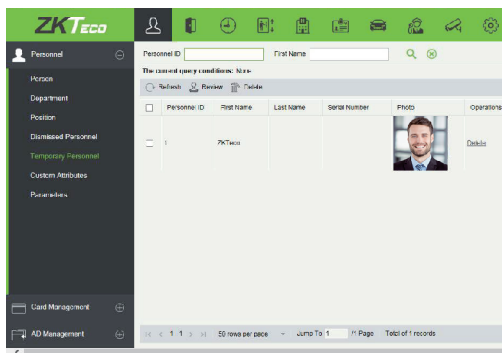 ZKTeco
Personnel
Personnel ID
First Name
The current query conditions: None
Refresh Review Delete
Personnel ID First Name Last Name Serial Number Photo Operations
1 ZKTeco Delete
Person
Department
Position
Dismissed Personnel
Temporary Personnel
Custom Attributes
Parameters
Card Management
AD Management
1 1 50 rows per page Jump To 1 /1 Page Total of 1 records